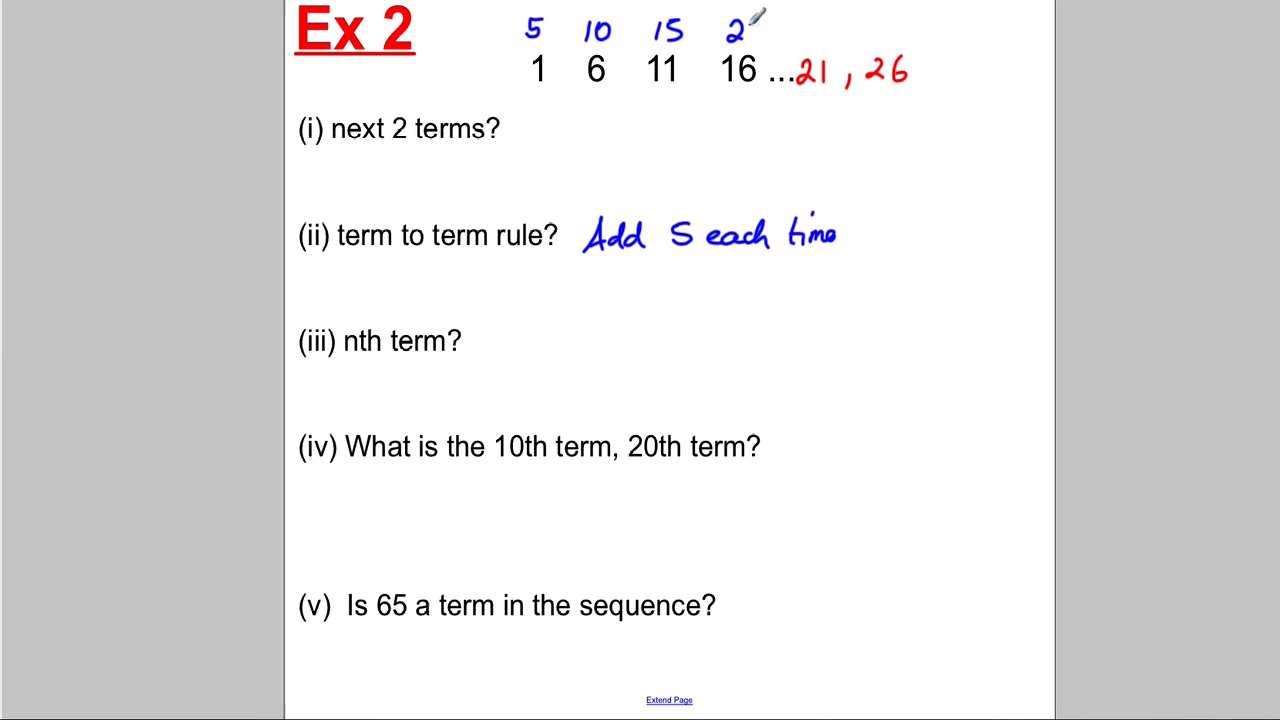 Ex 2
5 10 15 2
1 6 11 16 ...21 , 26
(i) next 2 terms?
(ii) term to term rule? Add 5 each time
(iii) nth term?
(iv) What is the 10th term, 20th term?
(v) Is 65 a term in the sequence?
Extend Page